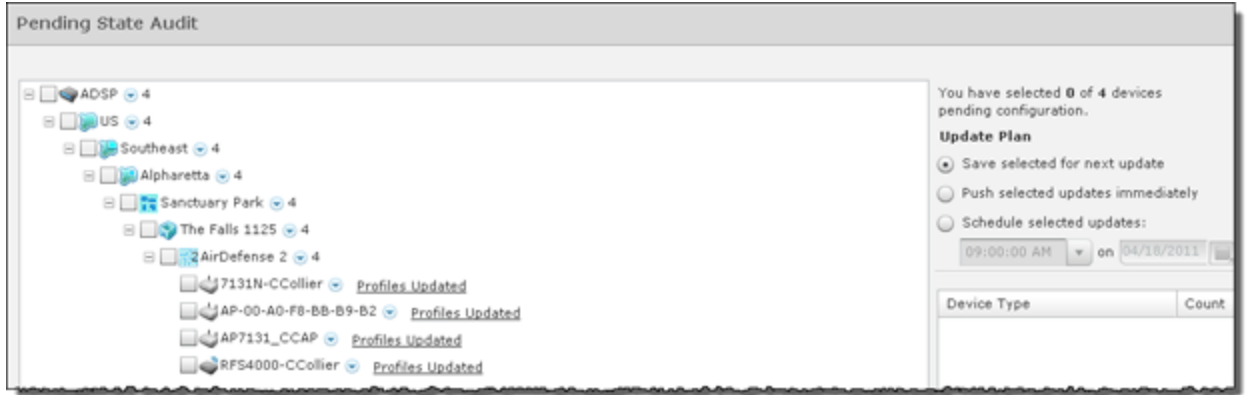 Pending State Audit
ADSP 4
US 4
Southeast 4
Alpharetta 4
Sanctuary Park 4
The Falls 1125 4
2 AirDefense 2 4
7131N-CCollier Profiles Updated
AP-00-A0-F8-BB-B9-B2 Profiles Updated
AP7131_CCAP Profiles Updated
RFS4000-CCollier Profiles Updated
You have selected 0 of 4 devices
pending configuration.
Update Plan
Save selected for next update
Push selected updates immediately
Schedule selected updates:
09:00:00 AM on 04/18/2011
Device Type Count